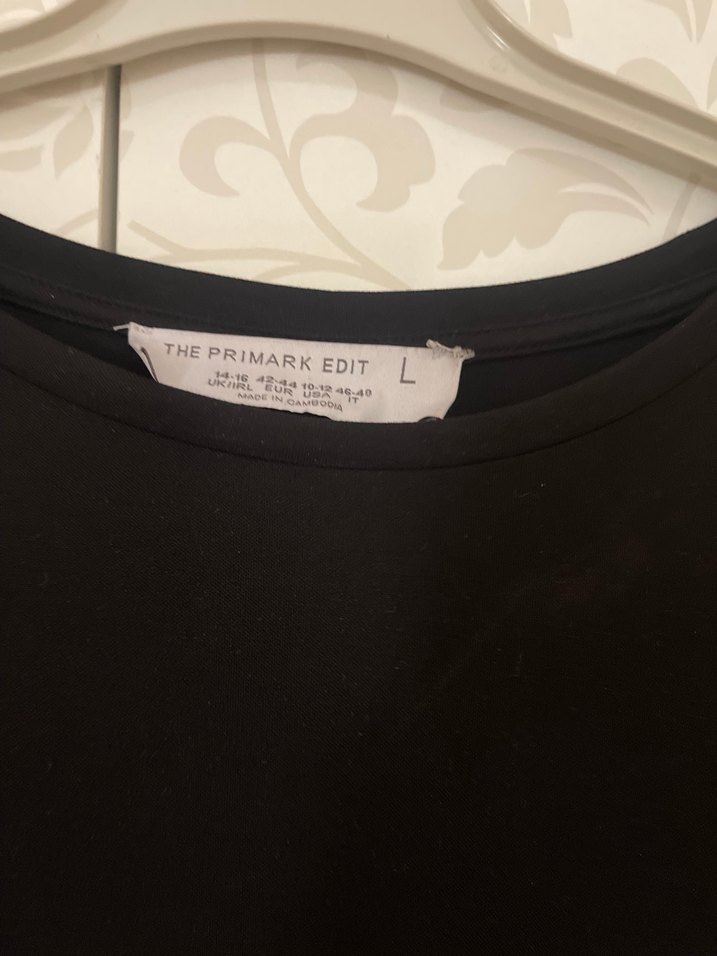 THE PRIMARK EDIT L
14-16 42-44 10-12 46-48
UK/IRL EUR USA IT
MADE IN CAMBODIA